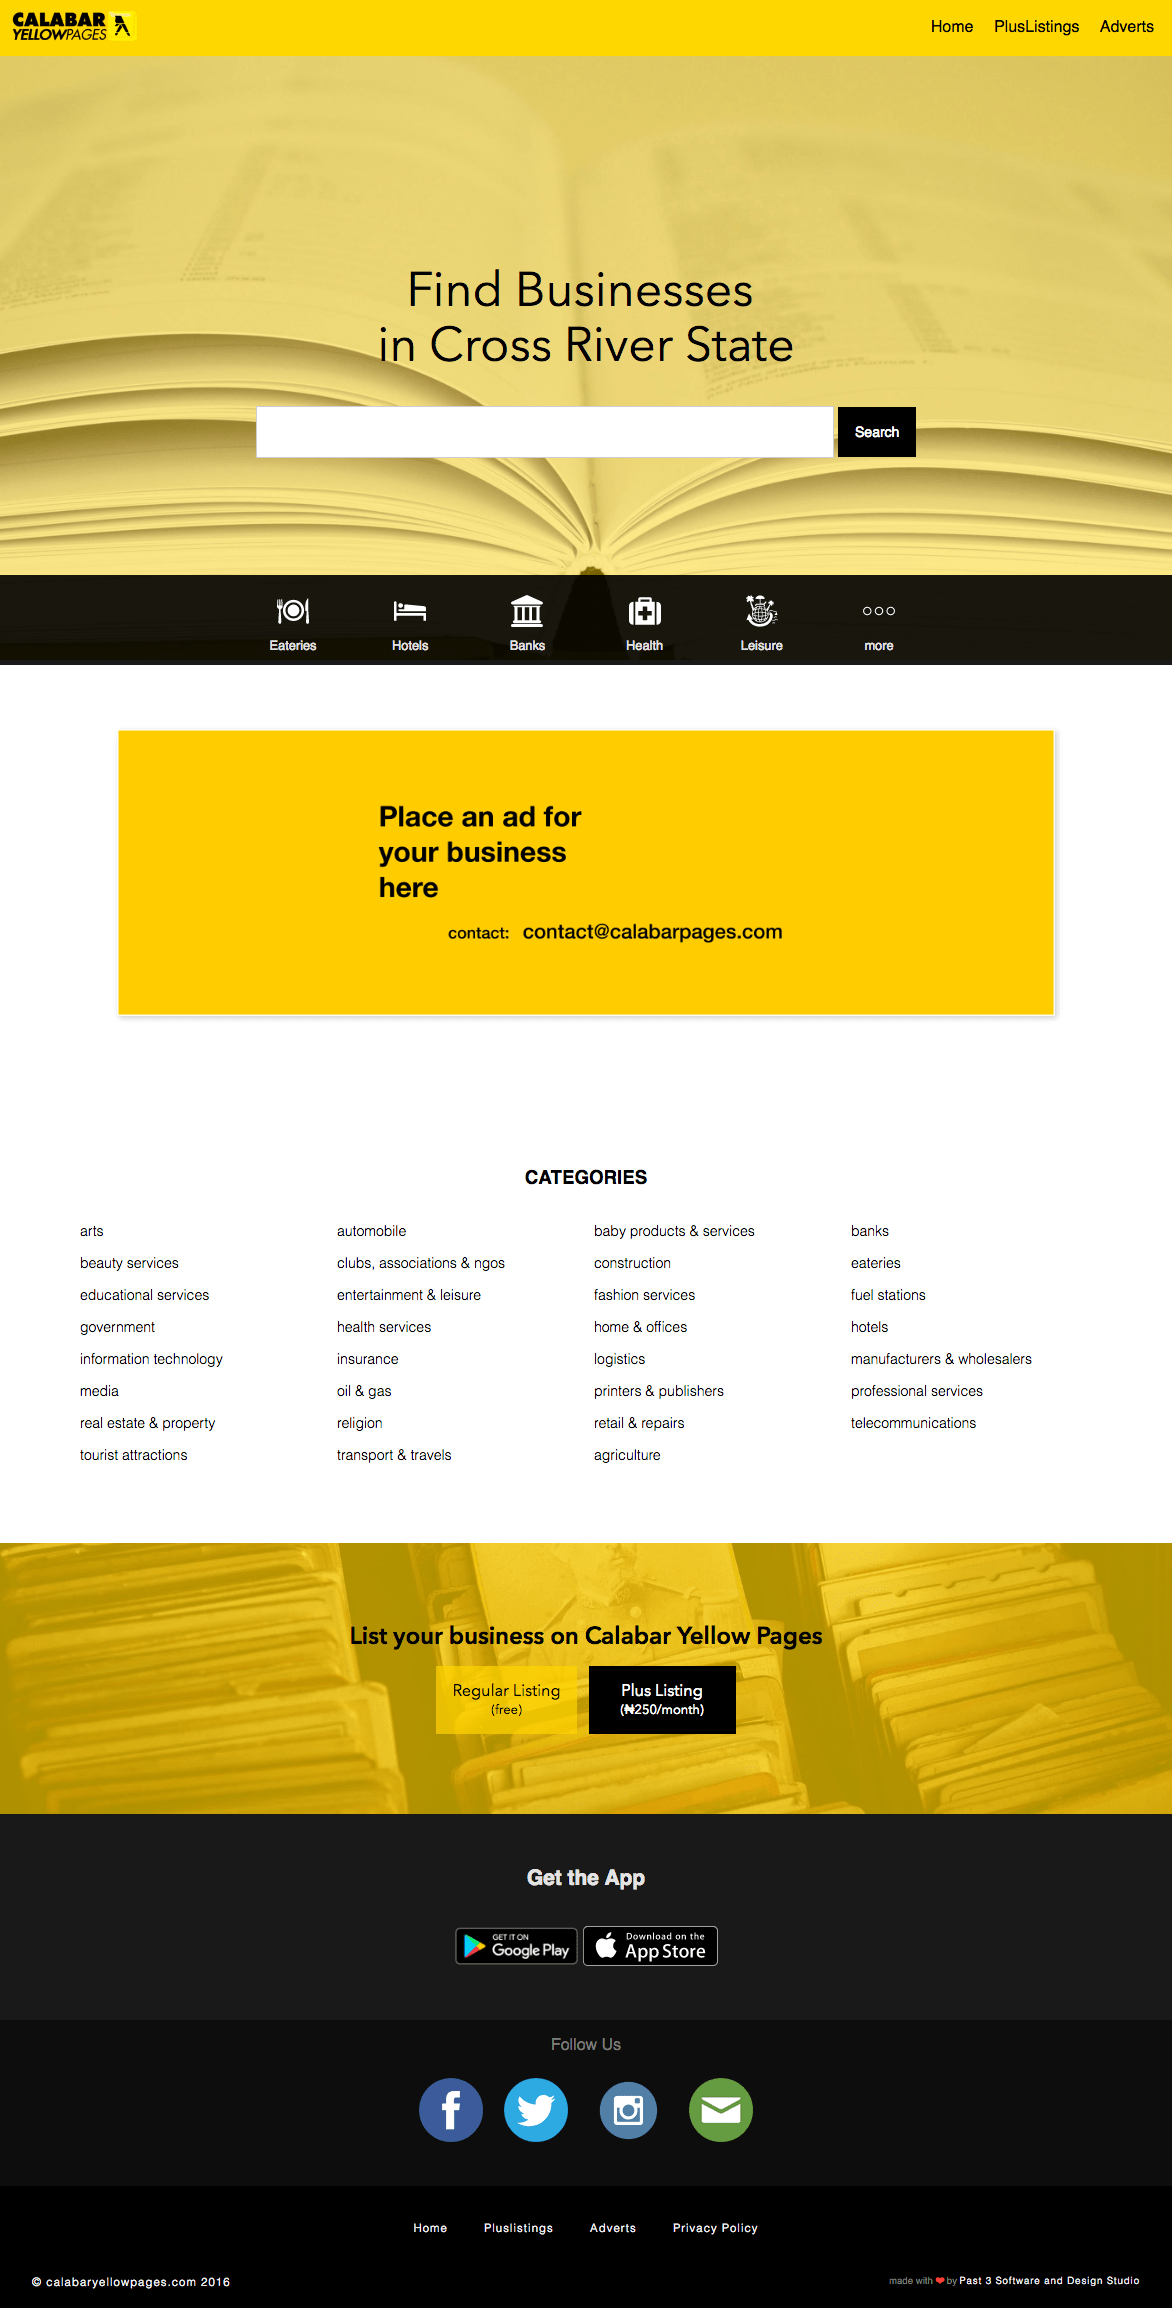 CALABAR
YELLOWPAGES
Home PlusListings Adverts
Find Businesses
in Cross River State
Search
Eateries Hotels Banks Health Leisure more
Place an ad for
your business
here
contact: contact@calabarpages.com
CATEGORIES
arts automobile baby products & services banks
beauty services clubs, associations & ngos construction eateries
educational services entertainment & leisure fashion services fuel stations
government health services home & offices hotels
information technology insurance logistics manufacturers & wholesalers
media oil & gas printers & publishers professional services
real estate & property religion retail & repairs telecommunications
tourist attractions transport & travels agriculture
List your business on Calabar Yellow Pages
Regular Listing Plus Listing
(free) (₦250/month)
Get the App
GET IT ON Download on the
Google Play App Store
Follow Us
Home Pluslistings Adverts Privacy Policy
© calabaryellowpages.com 2016 made with ❤ by Past 3 Software and Design Studio